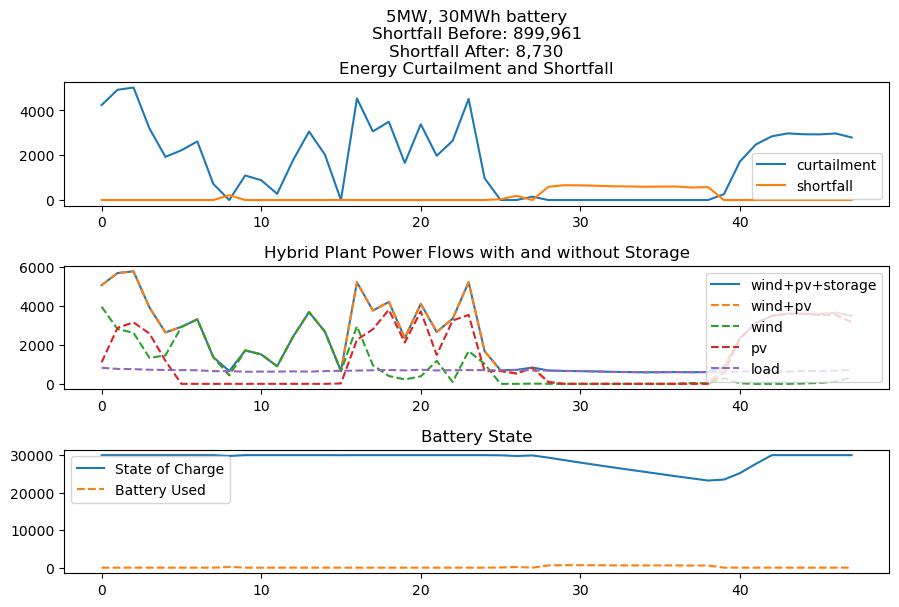 5MW, 30MWh battery
Shortfall Before: 899,961
Shortfall After: 8,730
Energy Curtailment and Shortfall
4000
2000
0
curtailment
shortfall
0 10 20 30 40
Hybrid Plant Power Flows with and without Storage
6000
4000
2000
0
wind+pv+storage
wind+pv
wind
pv
load
0 10 20 30 40
Battery State
30000
20000
10000
0
State of Charge
Battery Used
0 10 20 30 40